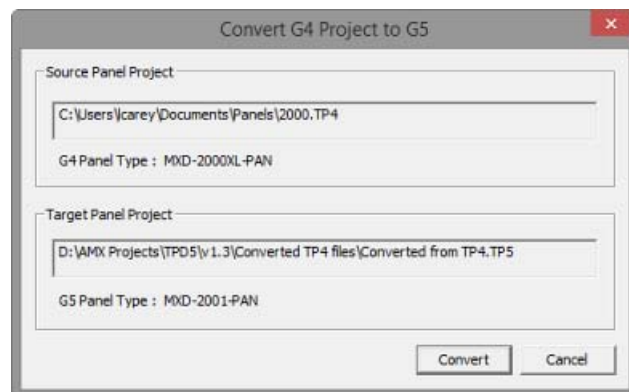 Convert G4 Project to G5
Source Panel Project
C:\Users\lcarey\Documents\Panels\2000.TP4
G4 Panel Type : MXD-2000XL-PAN
Target Panel Project
D:\AMX Projects\TPD5\v1.3\Converted TP4 files\Converted from TP4.TP5
G5 Panel Type : MXD-2001-PAN
Convert Cancel